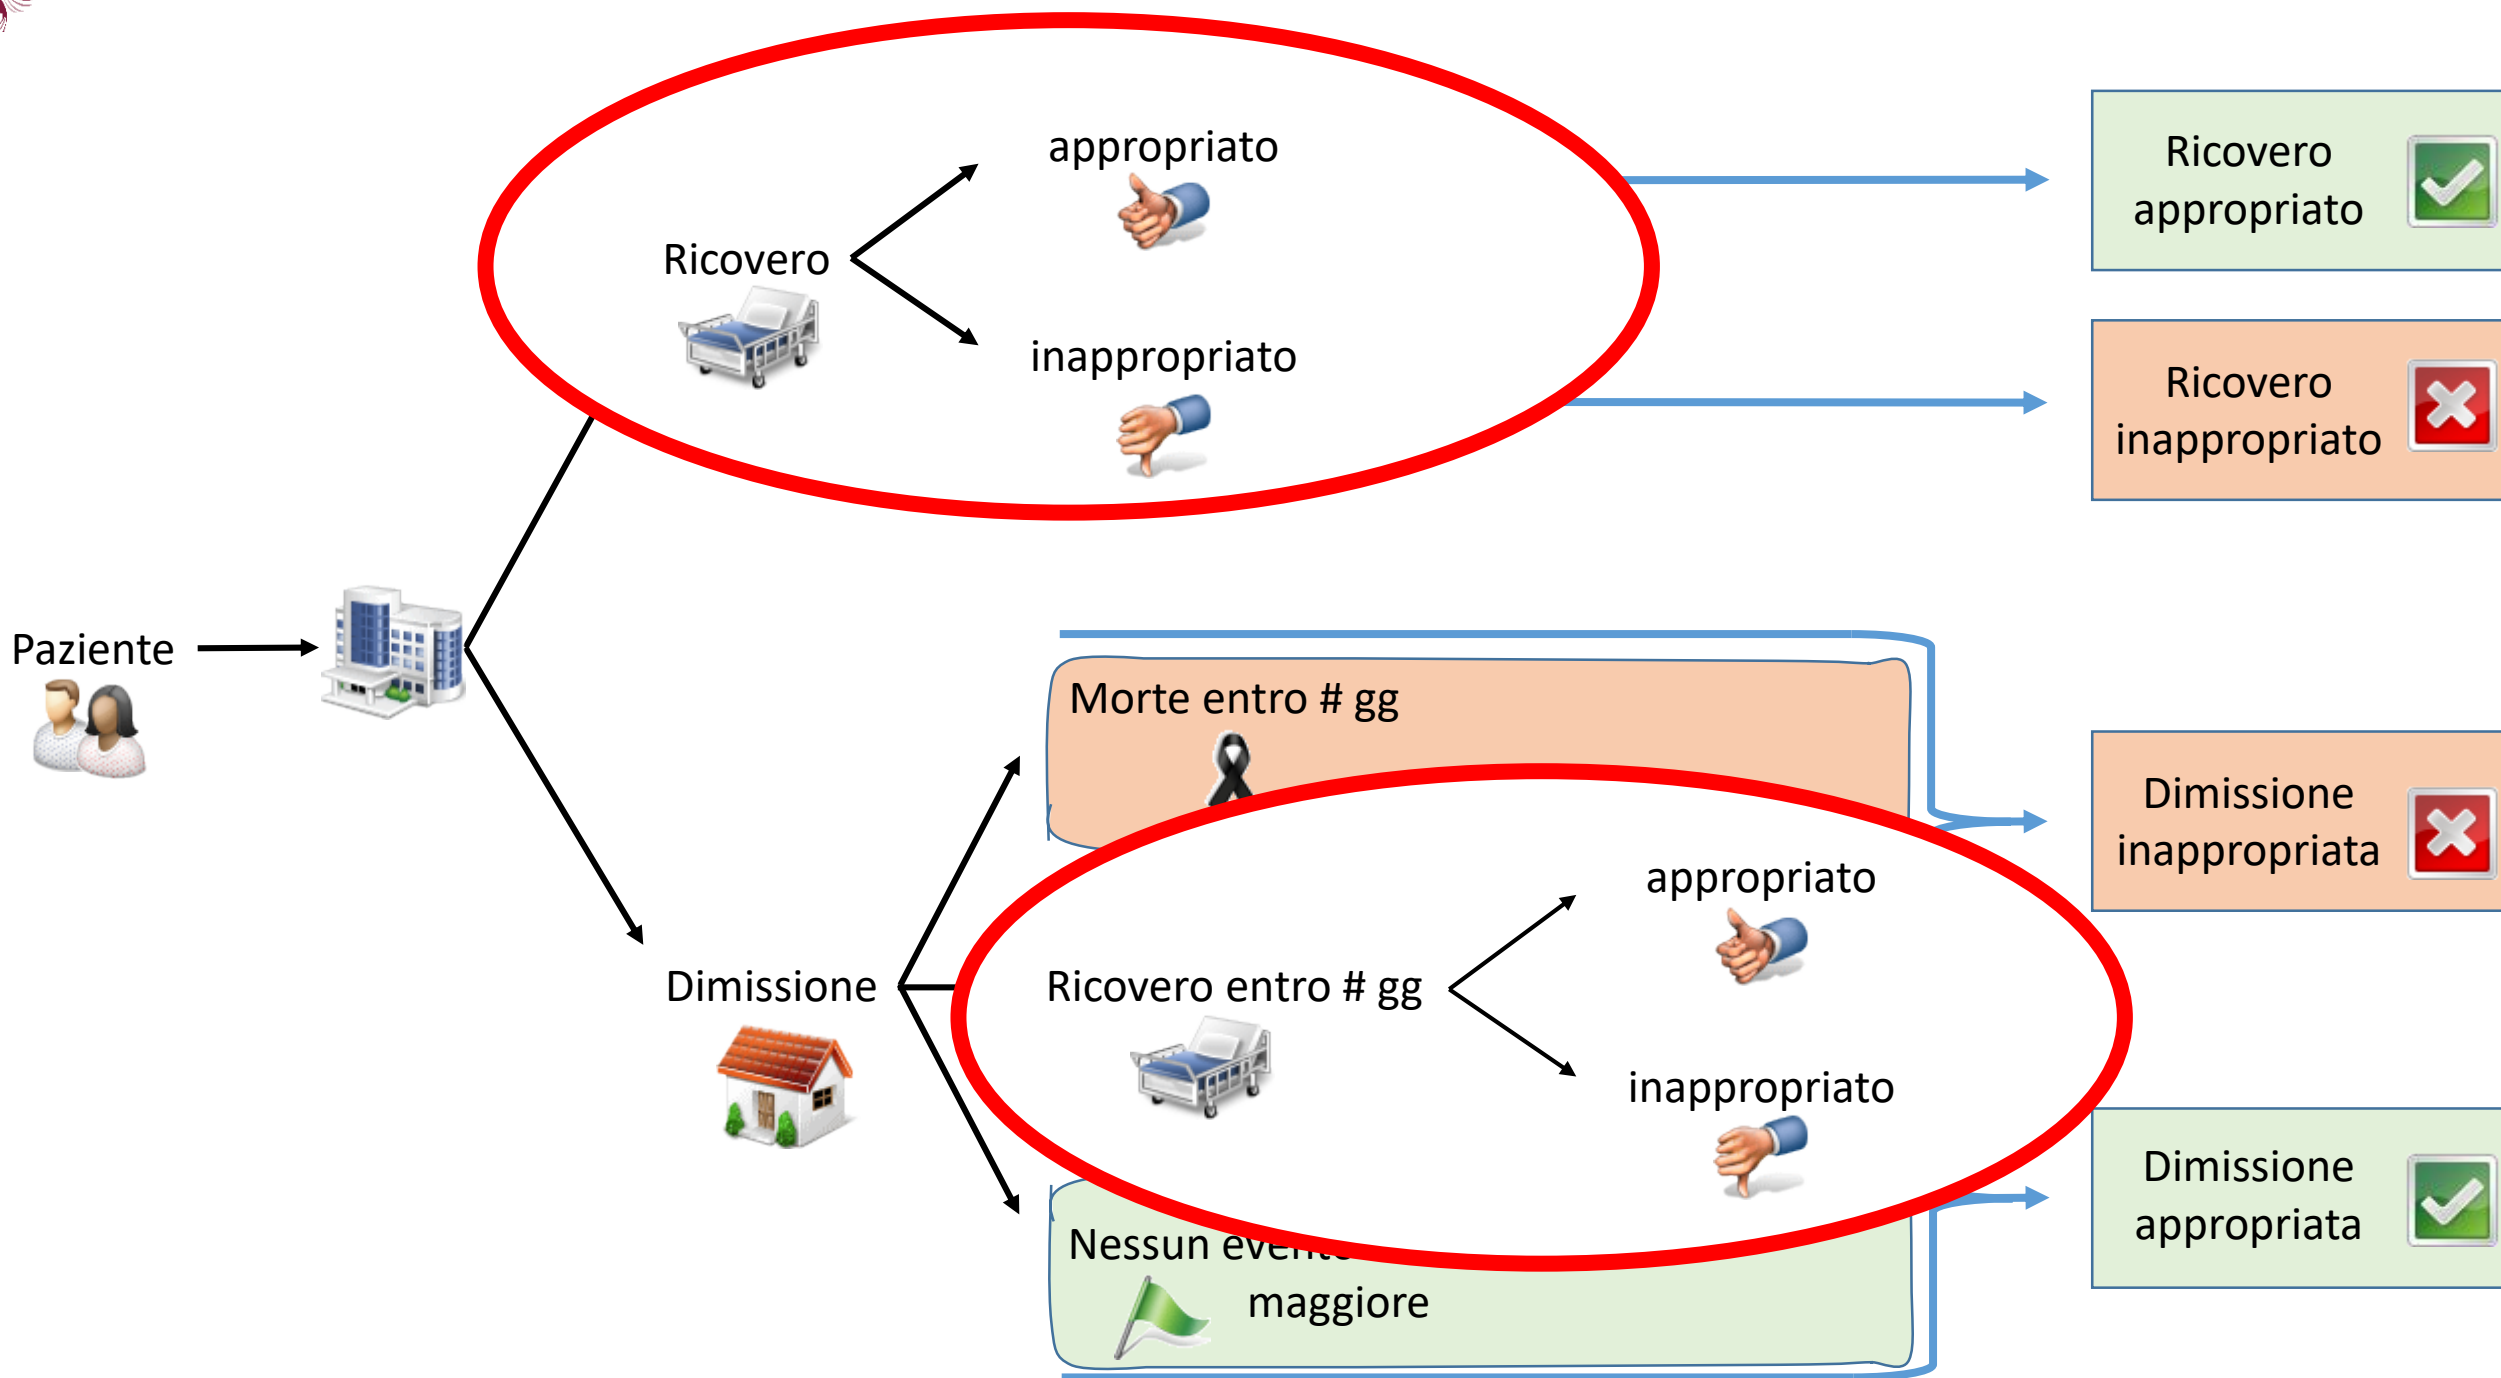 appropriato
Ricovero
inappropriato
Ricovero
appropriato
Ricovero
inappropriato
Paziente
Morte entro # gg
Dimissione
inappropriata
appropriato
Dimissione
Ricovero entro # gg
inappropriato
Dimissione
appropriata
Nessun evento
maggiore